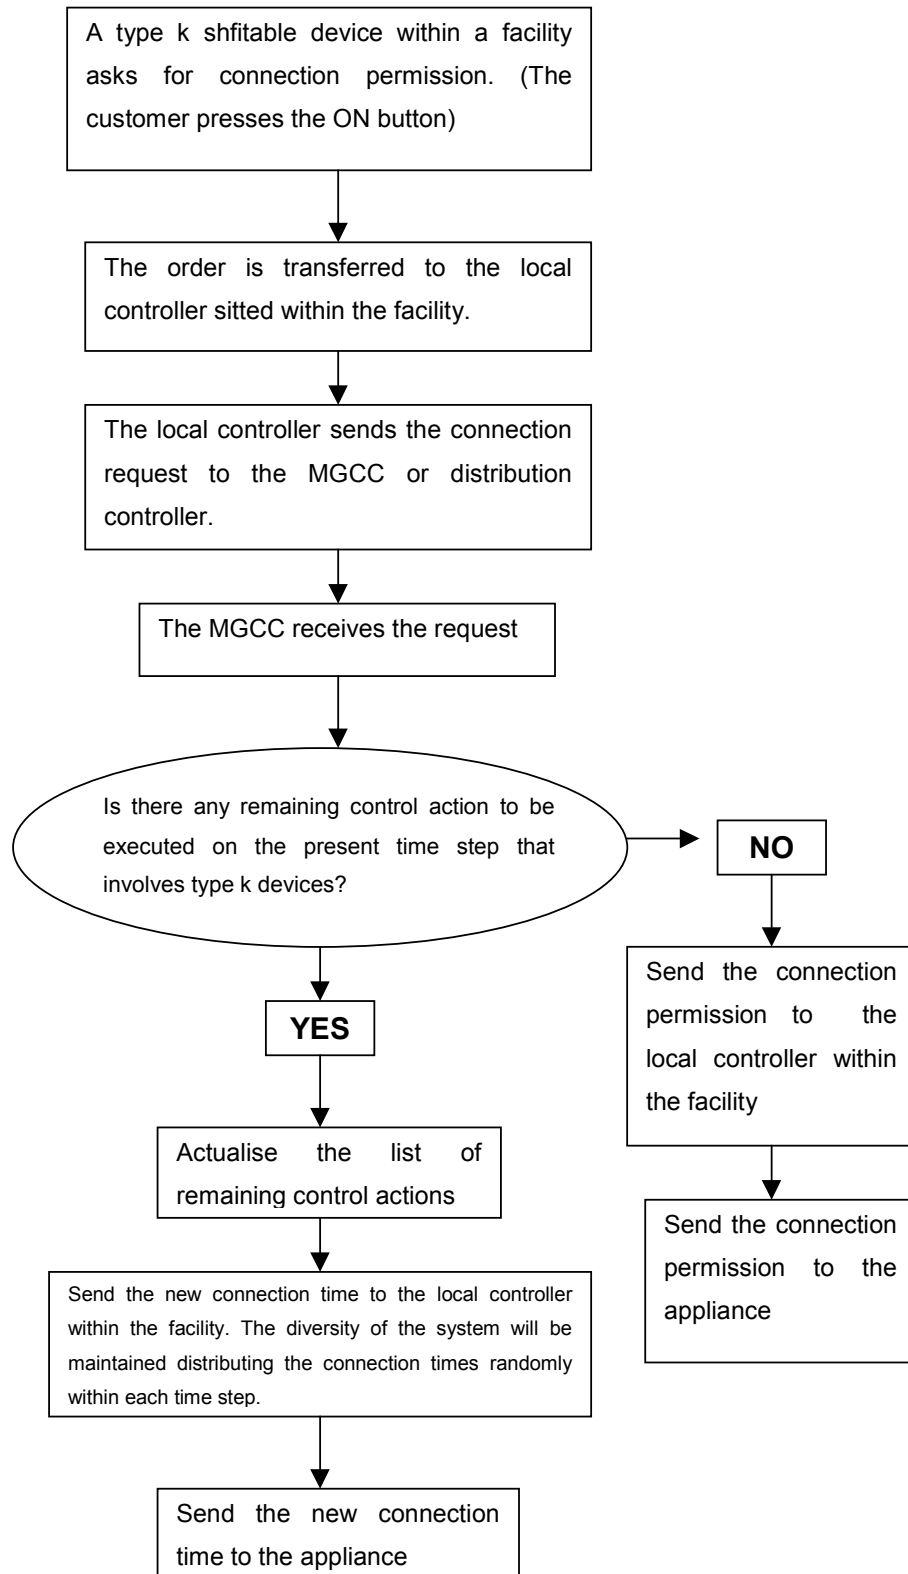 A type k shfitable device within a facility
asks for connection permission. (The
customer presses the ON button)
The order is transferred to the local
controller sitted within the facility.
The local controller sends the connection
request to the MGCC or distribution
controller.
The MGCC receives the request
Is there any remaining control action to be
executed on the present time step that
involves type k devices?
NO
Send the connection
permission to the
local controller within
the facility
Send the connection
permission to the
appliance
YES
Actualise the list of
remaining control actions
Send the new connection time to the local controller
within the facility. The diversity of the system will be
maintained distributing the connection times randomly
within each time step.
Send the new connection
time to the appliance